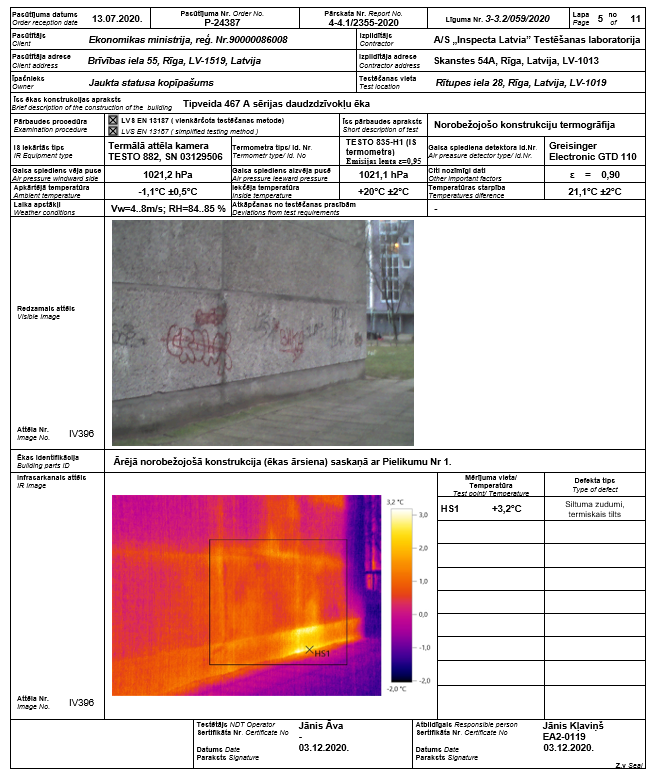 Pasūtījuma datums
Order reception date
13.07.2020.
Pasūtījuma Nr. Order No.
P-24387
Pārskata Nr. Report No.
4-4.1/2355-2020
Līguma Nr. 3-3.2/059/2020
Lapa 5 no 11
Page of
Pasūtītājs
Client
Ekonomikas ministrija, reģ. Nr.90000086008
Izpildītājs
Contractor
A/S „Inspecta Latvia” Testēšanas laboratorija
Pasūtītāja adrese
Client address
Brīvības iela 55, Rīga, LV-1519, Latvija
Izpildītāja adrese
Contractor address
Skanstes 54A, Rīga, Latvija, LV-1013
Īpašnieks
Owner
Jaukta statusa kopīpašums
Testēšanas vieta
Test location
Rītupes iela 28, Rīga, LV-1019
Īss ēkas konstrukcijas apraksts
Brief description of the construction of the building
Tipveida 467 A sērijas daudzdzīvokļu ēka
Pārbaudes procedūra
Examination procedure
LVS EN 13187 ( vienkāršota testēšanas metode)
LVS EN 13187 ( simplified testing method )
Īss pārbaudes apraksts
Short description of test
Norobežojošo konstrukciju termogrāfija
IS iekārtās tips
IR Equipment type
Termālā attēla kamera
TESTO 882, SN 03129506
Termometra tips/ Id. Nr.
Termometr type/ Id. No
TESTO 835-H1 (IS
termometrs)
Emisijas lenta ε=0,95
Gaisa spiediena detektora Id.Nr.
Air preasure detector type/ Id.Nr.
Greisinger
Electronic GTD 110
Gaisa spiediens vēja puse
Air pressure windward side
1021,2 hPa
Gaisa spiediens aizvēja pusē
Air pressure leeward pressure
1021,1 hPa
Citi nozīmīgi dati
Other important factors
ε = 0,90
Apkārtējā temperatūra
Ambient temperature
-1,1°C ±0,5°C
Iekšēja temperatūra
Inside temperature
+20°C ±2°C
Temperatūras starpība
Temperatures diference
21,1°C ±2°C
Laika apstākļi
Weather conditions
Vw=4..8m/s; RH=84..85 %
Atkāpšanas no testēšanas prasībām
Deviations from test requirements
-
Redzamais attēls
Visible image
Attēla Nr.
Image No.
IV396
Ēkas identifikācija
Building parts ID
Ārējā norobežojošā konstrukcija (ēkas ārsiena) saskaņā ar Pielikumu Nr 1.
Infrasarkanais attēls
IR Image
3,2 °C
3,0
2,0
1,0
0,0
-1,0
-2,0 °C
HS1
Mērījuma vieta/
Temperatūra
Test point/ Temperature
Defekta tips
Type of defect
HS1 +3,2°C
Siltuma zudumi,
termiskais tilts
Attēla Nr.
Image No.
IV396
Testētājs NDT Operator
Sertifikāta Nr. Certificate No
Jānis Āva
-
Datums Date
03.12.2020.
Paraksts Signature
Atbildīgais Responsible person
Sertifikāta Nr. Certificate No
Jānis Kļaviņš
EA2-0119
Datums Date
03.12.2020.
Paraksts Signature
Z.v Seal